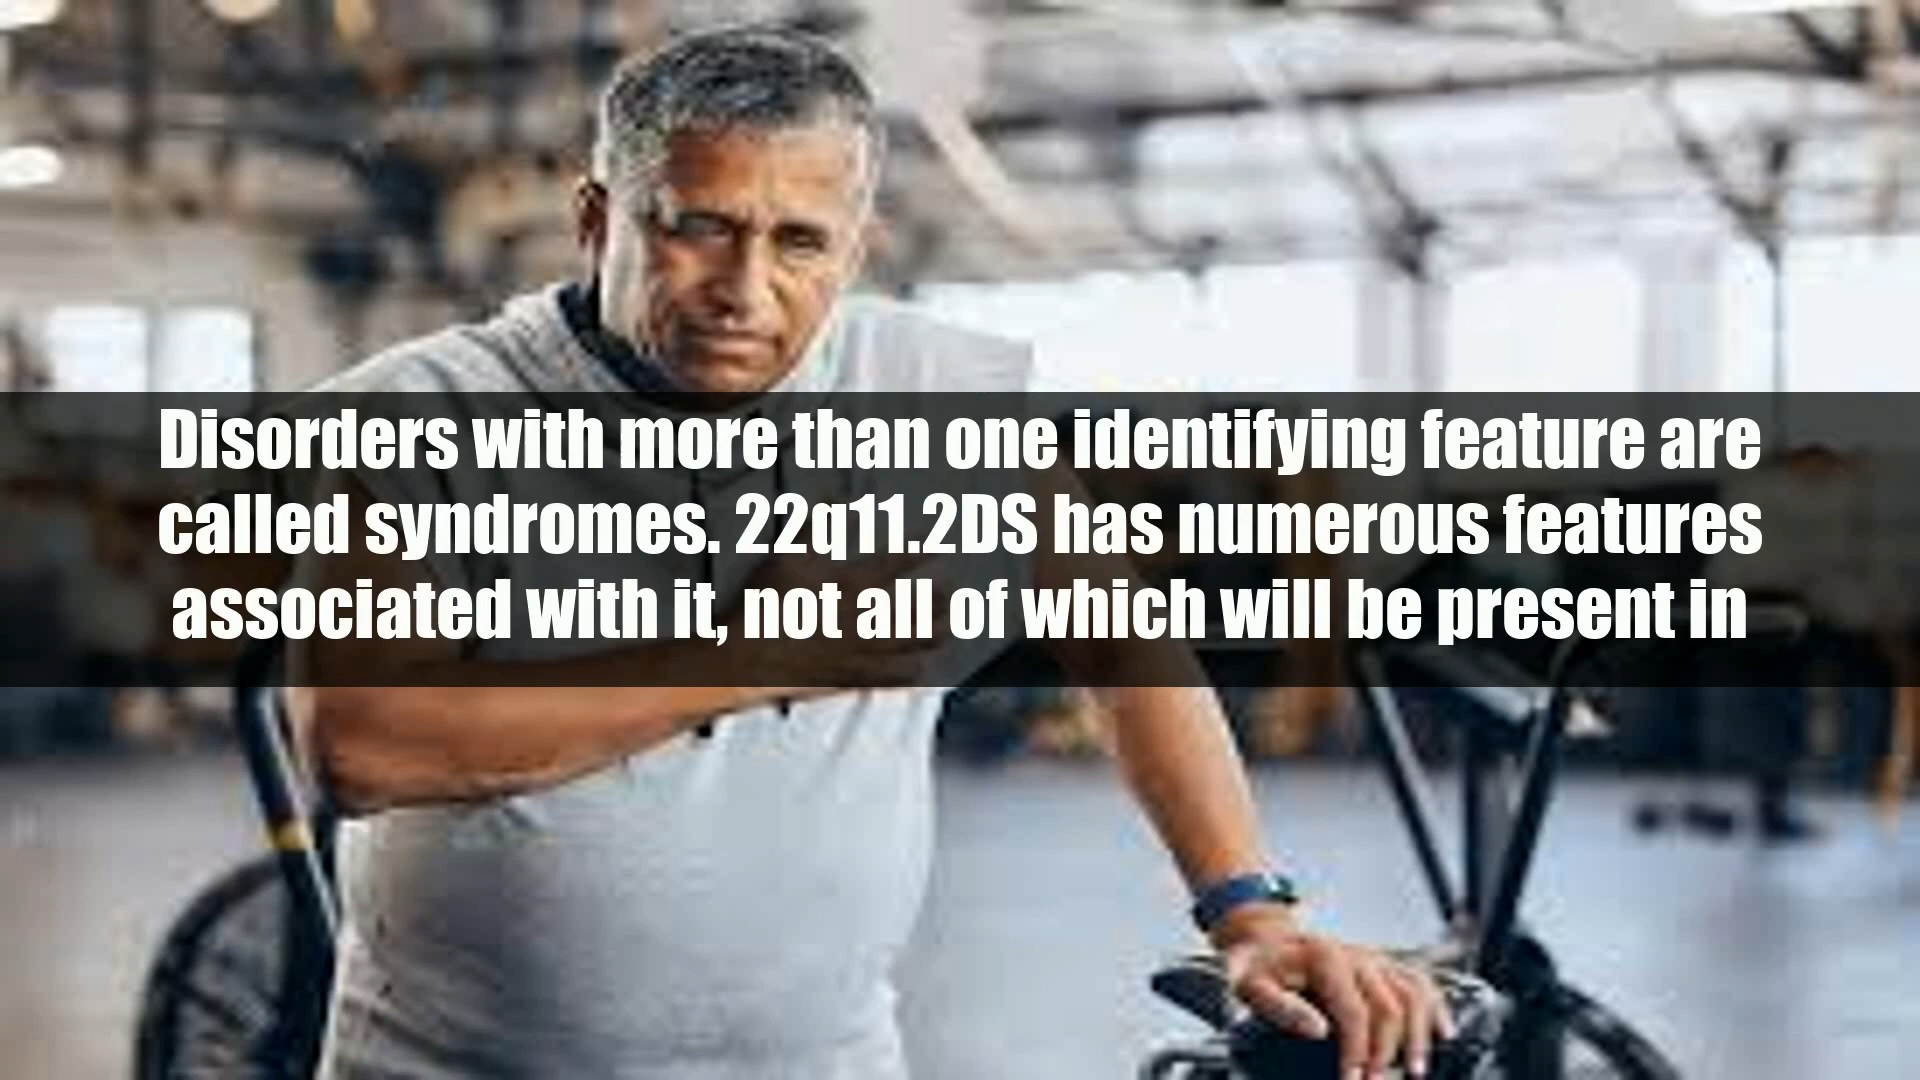 Disorders with more than one identifying feature are
called syndromes. 22q11.2DS has numerous features
associated with it, not all of which will be present in